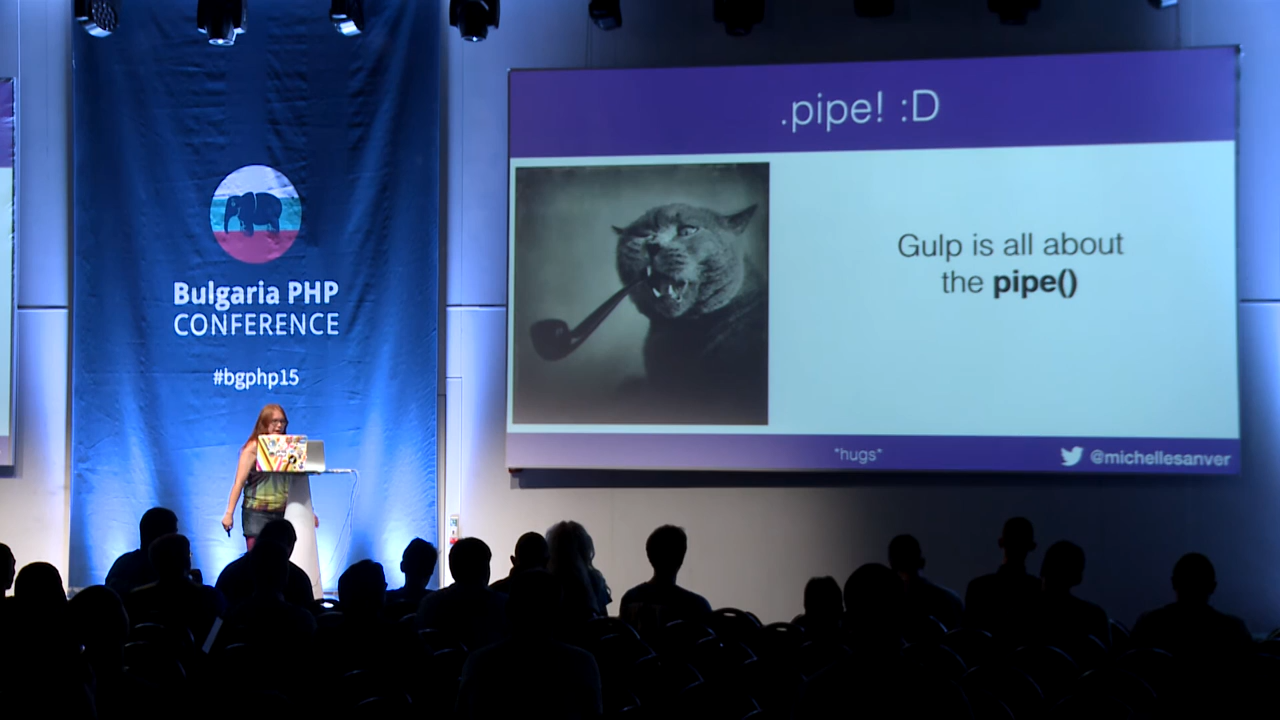 Bulgaria PHP
CONFERENCE
#bgphp15
.pipe! :D
Gulp is all about
the pipe()
*hugs*
@michellesanver